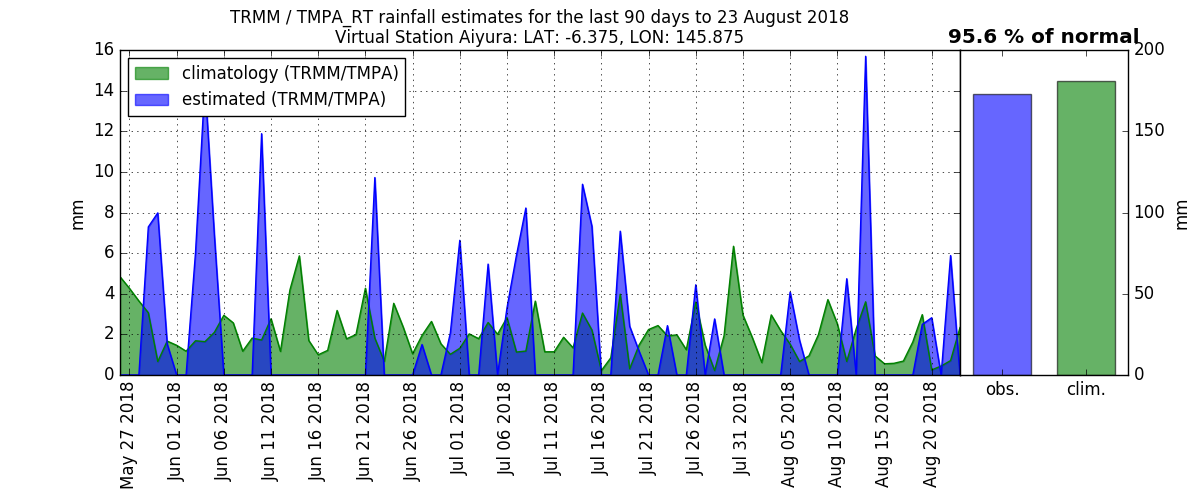 TRMM / TMPA_RT rainfall estimates for the last 90 days to 23 August 2018
Virtual Station Aiyura: LAT: -6.375, LON: 145.875
95.6 % of normal
climatology (TRMM/TMPA)
estimated (TRMM/TMPA)
16
14
12
10
8
6
4
2
0
mm
200
150
100
50
0
mm
May 27 2018
Jun 01 2018
Jun 06 2018
Jun 11 2018
Jun 16 2018
Jun 21 2018
Jun 26 2018
Jul 01 2018
Jul 06 2018
Jul 11 2018
Jul 16 2018
Jul 21 2018
Jul 26 2018
Jul 31 2018
Aug 05 2018
Aug 10 2018
Aug 15 2018
Aug 20 2018
obs.
clim.